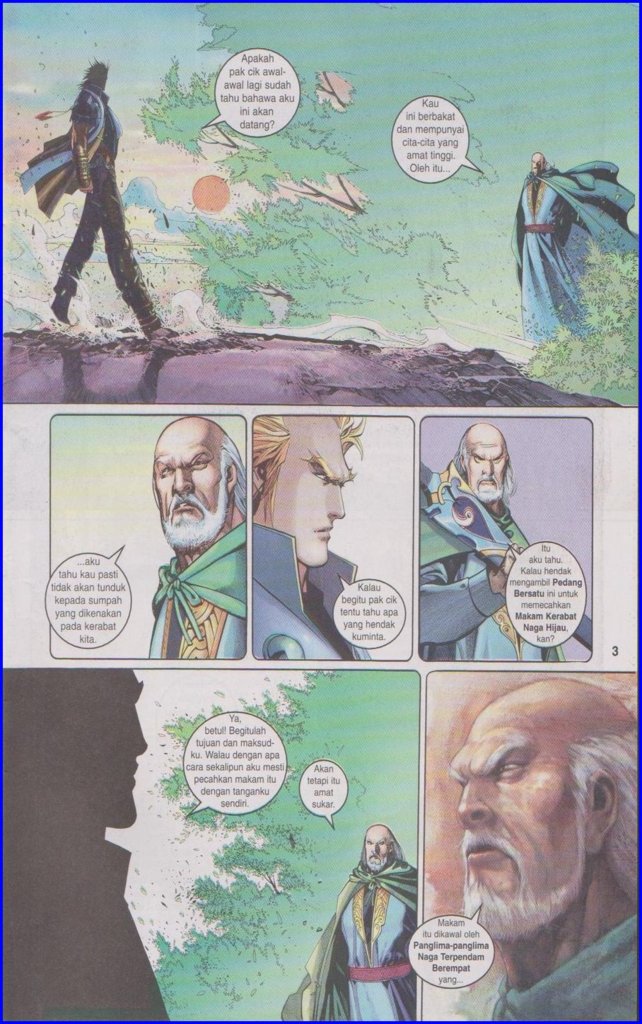 Apakah
pak cik awal-
awal lagi sudah
tahu bahawa aku
ini akan
datang?
Kau
ini berbakat
dan mempunyai
cita-cita yang
amat tinggi.
Oleh itu...
...aku
tahu kau pasti
tidak akan tunduk
kepada sumpah
yang dikenakan
pada kerabat
kita.
Kalau
begitu pak cik
tentu tahu apa
yang hendak
kuminta.
Itu
aku tahu.
Kalau hendak
mengambil Pedang
Bersatu ini untuk
memecahkan
Makam Kerabat
Naga Hijau,
kan?
3
Ya,
betul! Begitulah
tujuan dan maksud-
ku. Walau dengan apa
cara sekalipun aku mesti
pecahkan makam itu
dengan tanganku
sendiri.
Akan
tetapi itu
amat
sukar.
Makam
itu dikawal oleh
Panglima-panglima
Naga Terpendam
Berempat
yang...